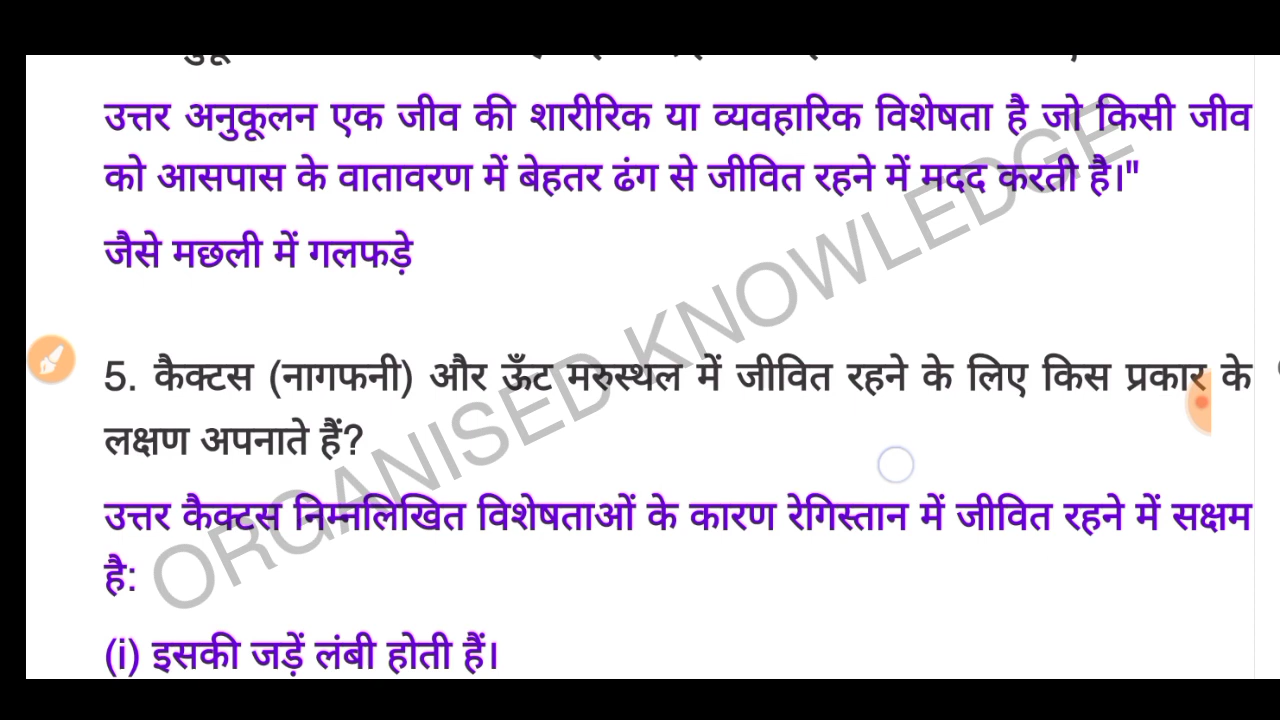 उत्तर अनुकूलन एक जीव की शारीरिक या व्यवहारिक विशेषता है जो किसी जीव
को आसपास के वातावरण में बेहतर ढंग से जीवित रहने में मदद करती है।"
जैसे मछली में गलफड़े
5. कैक्टस (नागफनी) और ऊँट मरुस्थल में जीवित रहने के लिए किस प्रकार के
लक्षण अपनाते हैं?
उत्तर कैक्टस निम्नलिखित विशेषताओं के कारण रेगिस्तान में जीवित रहने में सक्षम
है:
(i) इसकी जड़ें लंबी होती हैं।
ORGANISED KNOWLEDGE